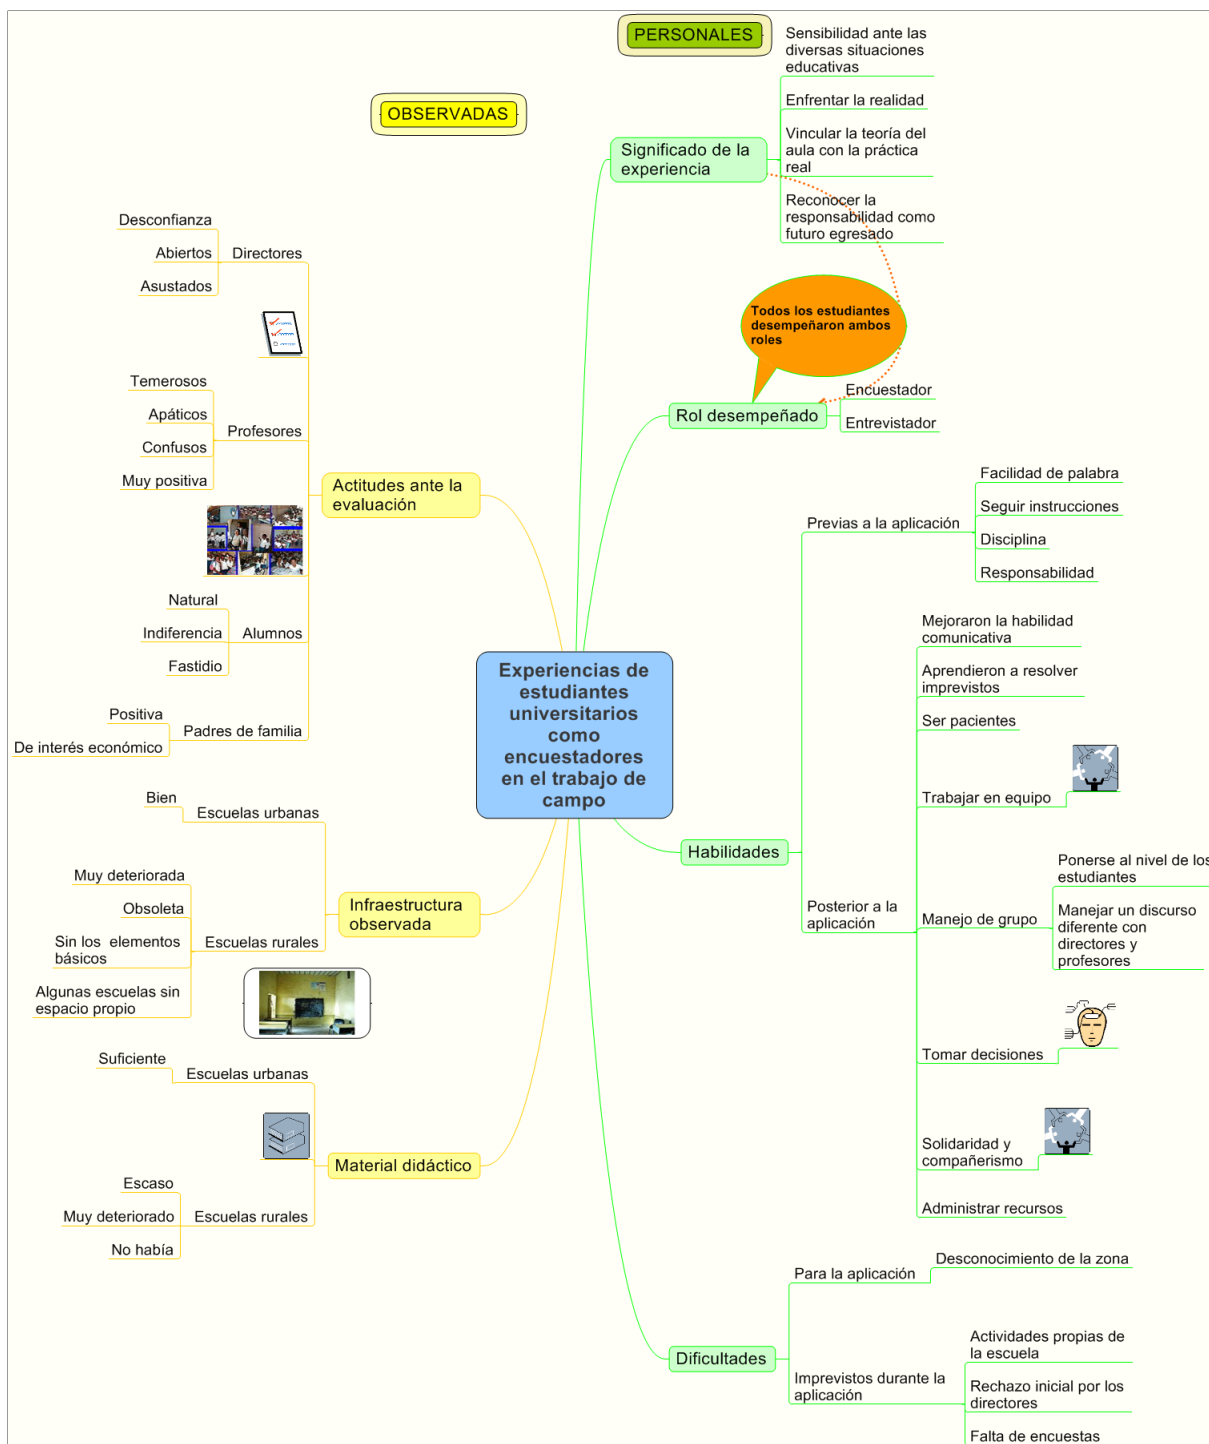 PERSONALES
OBSERVADAS
Experiencias de
estudiantes
universitarios
como
encuestadores
en el trabajo de
campo
Significado de la
experiencia
Sensibilidad ante las
diversas situaciones
educativas
Enfrentar la realidad
Vincular la teoría del
aula con la práctica
real
Reconocer la
responsabilidad como
futuro egresado
Todos los estudiantes
desempeñaron ambos
roles
Rol desempeñado
Encuestador
Entrevistador
Habilidades
Previas a la aplicación
Facilidad de palabra
Seguir instrucciones
Disciplina
Responsabilidad
Posterior a la
aplicación
Mejoraron la habilidad
comunicativa
Aprendieron a resolver
imprevistos
Ser pacientes
Trabajar en equipo
Manejo de grupo
Ponerse al nivel de los
estudiantes
Manejar un discurso
diferente con
directores y
profesores
Tomar decisiones
Solidaridad y
compañerismo
Administrar recursos
Dificultades
Para la aplicación
Desconocimiento de la zona
Imprevistos durante la
aplicación
Actividades propias de
la escuela
Rechazo inicial por los
directores
Falta de encuestas
Actitudes ante la
evaluación
Directores
Desconfianza
Abiertos
Asustados
Profesores
Temerosos
Apáticos
Confusos
Muy positiva
Alumnos
Natural
Indiferencia
Fastidio
Padres de familia
Positiva
De interés económico
Infraestructura
observada
Escuelas urbanas
Bien
Escuelas rurales
Muy deteriorada
Obsoleta
Sin los elementos
básicos
Algunas escuelas sin
espacio propio
Material didáctico
Escuelas urbanas
Suficiente
Escuelas rurales
Escaso
Muy deteriorado
No había